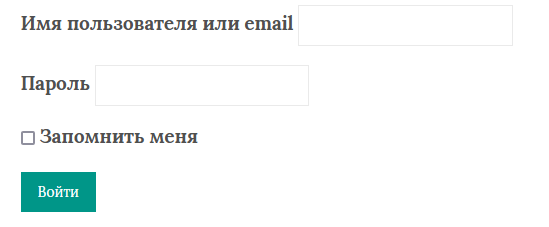 Имя пользователя или email
Пароль
Запомнить меня
Войти